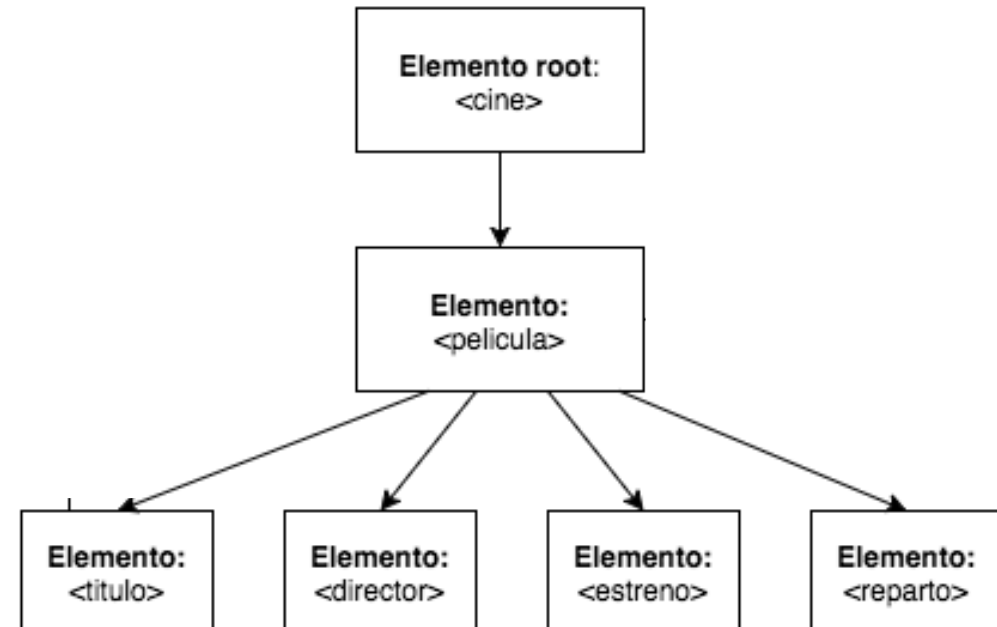 Elemento root:
<cine>
Elemento:
<pelicula>
Elemento:
<titulo>
Elemento:
<director>
Elemento:
<estreno>
Elemento:
<reparto>